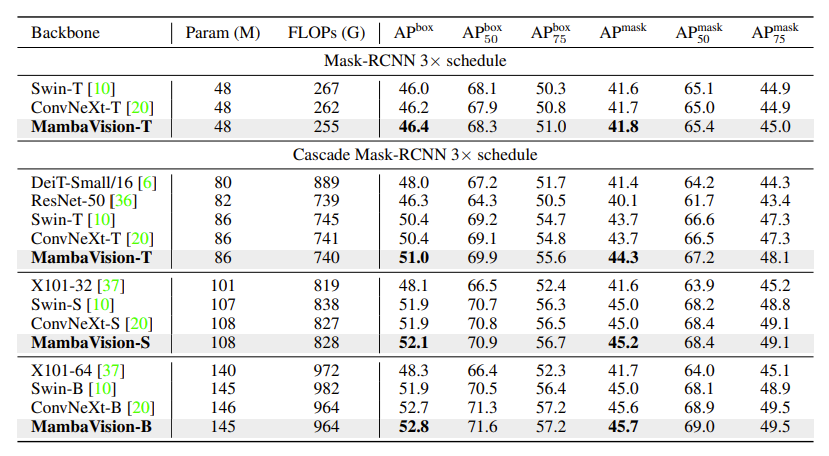 Backbone Param (M) FLOPs (G) AP^box AP^box_50 AP^box_75 AP^mask AP^mask_50 AP^mask_75
Mask-RCNN 3× schedule
Swin-T [10] 48 267 46.0 68.1 50.3 41.6 65.1 44.9
ConvNeXt-T [20] 48 262 46.2 67.9 50.8 41.7 65.0 44.9
MambaVision-T 48 255 46.4 68.3 51.0 41.8 65.4 45.0
Cascade Mask-RCNN 3× schedule
DeiT-Small/16 [6] 80 889 48.0 67.2 51.7 41.4 64.2 44.3
ResNet-50 [36] 82 739 46.3 64.3 50.5 40.1 61.7 43.4
Swin-T [10] 86 745 50.4 69.2 54.7 43.7 66.6 47.3
ConvNeXt-T [20] 86 741 50.4 69.1 54.8 43.7 66.5 47.3
MambaVision-T 86 740 51.0 69.9 55.6 44.3 67.2 48.1
X101-32 [37] 101 819 48.1 66.5 52.4 41.6 63.9 45.2
Swin-S [10] 107 838 51.9 70.7 56.3 45.0 68.2 48.8
ConvNeXt-S [20] 108 827 51.9 70.8 56.5 45.0 68.4 49.1
MambaVision-S 108 828 52.1 70.9 56.7 45.2 68.4 49.1
X101-64 [37] 140 972 48.3 66.4 52.3 41.7 64.0 45.1
Swin-B [10] 145 982 51.9 70.5 56.4 45.0 68.1 48.9
ConvNeXt-B [20] 146 964 52.7 71.3 57.2 45.6 68.9 49.5
MambaVision-B 145 964 52.8 71.6 57.2 45.7 69.0 49.5